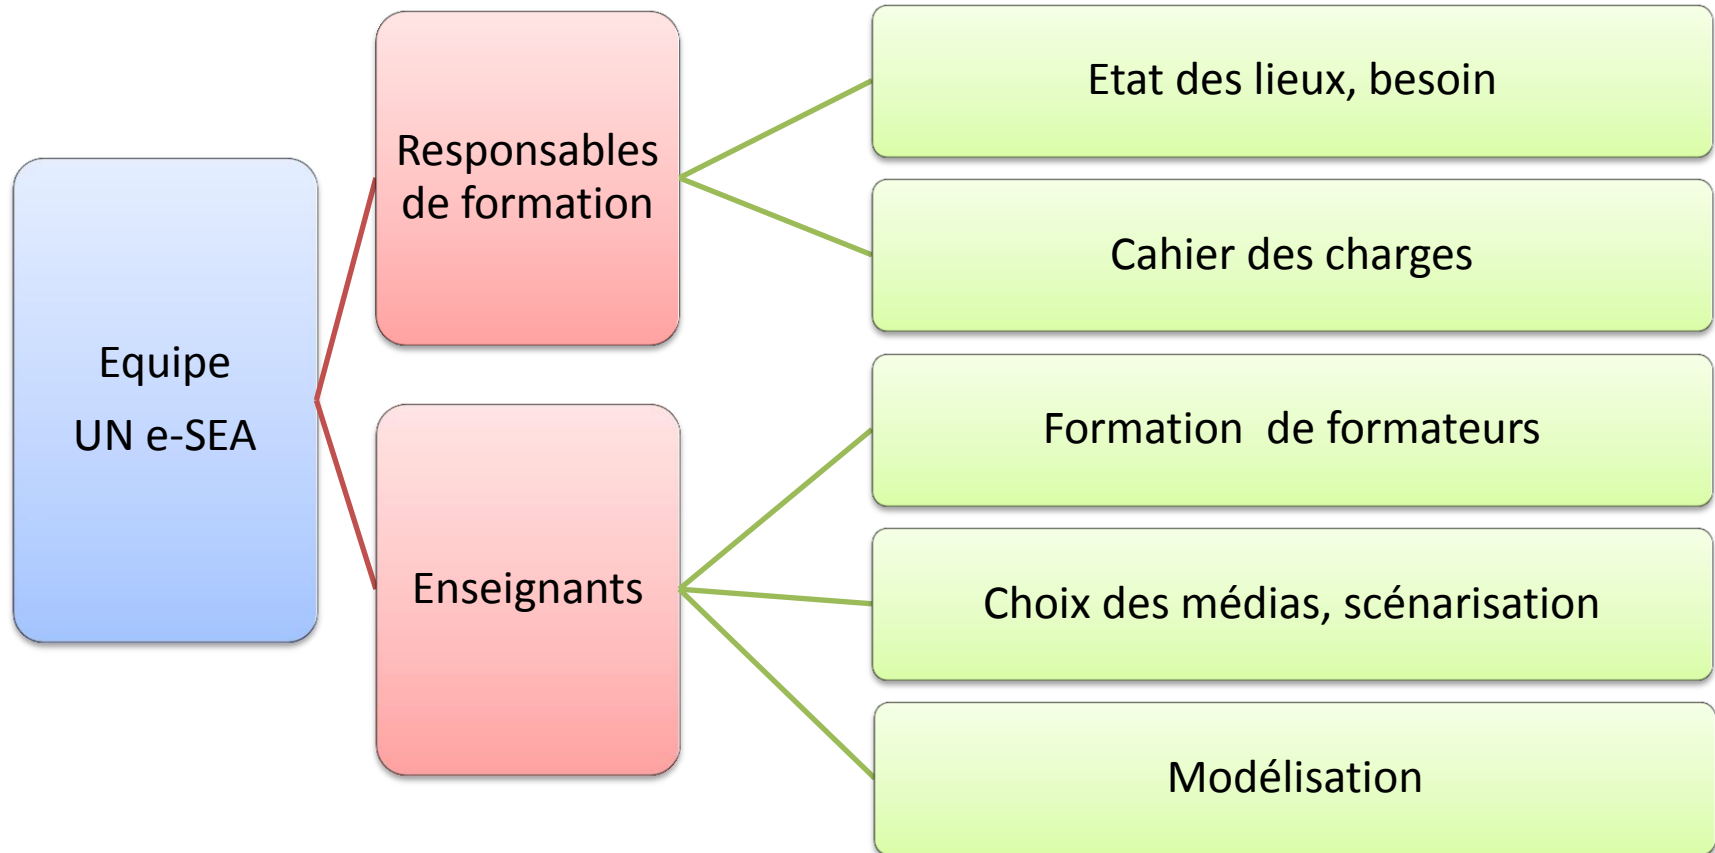 Equipe
UN e-SEA
Responsables
de formation
Enseignants
Etat des lieux, besoin
Cahier des charges
Formation  de formateurs
Choix des médias, scénarisation
Modélisation